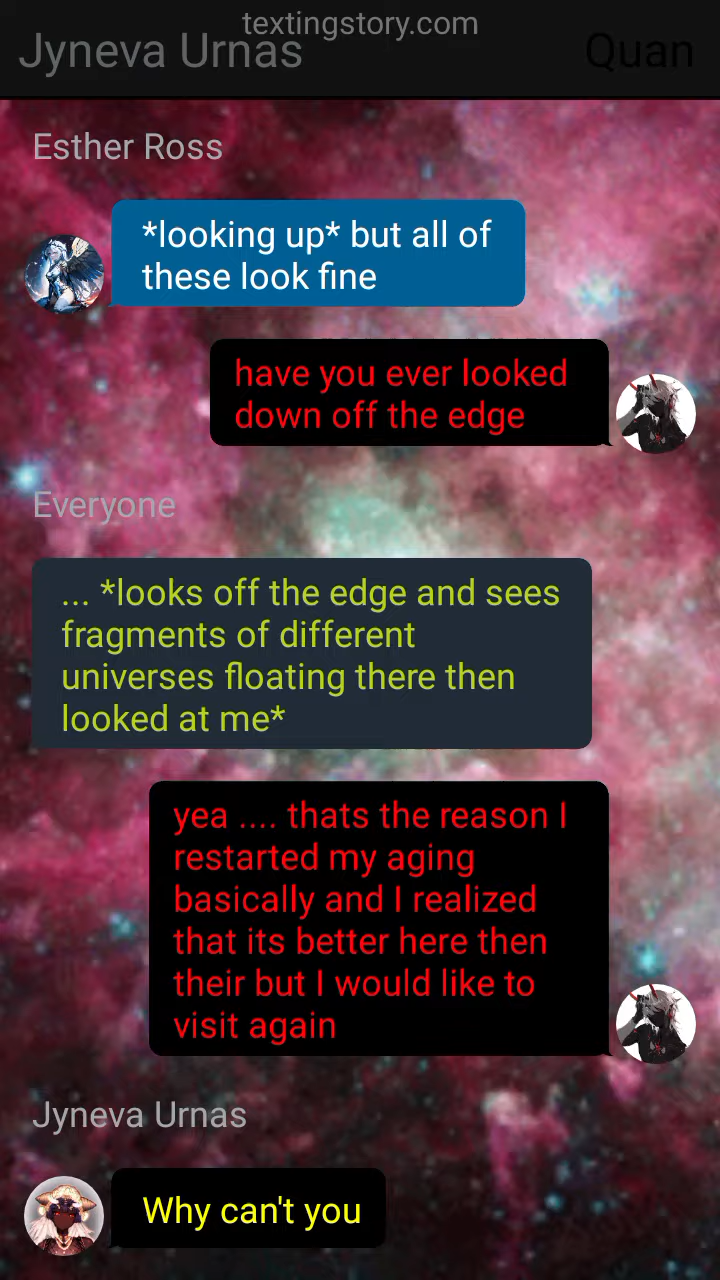 textingstory.com
Jyneva Urnas
Quan
Esther Ross
*looking up* but all of
these look fine
have you ever looked
down off the edge
Everyone
... *looks off the edge and sees
fragments of different
universes floating there then
looked at me*
yea .... thats the reason I
restarted my aging
basically and I realized
that its better here then
their but I would like to
visit again
Jyneva Urnas
Why can't you